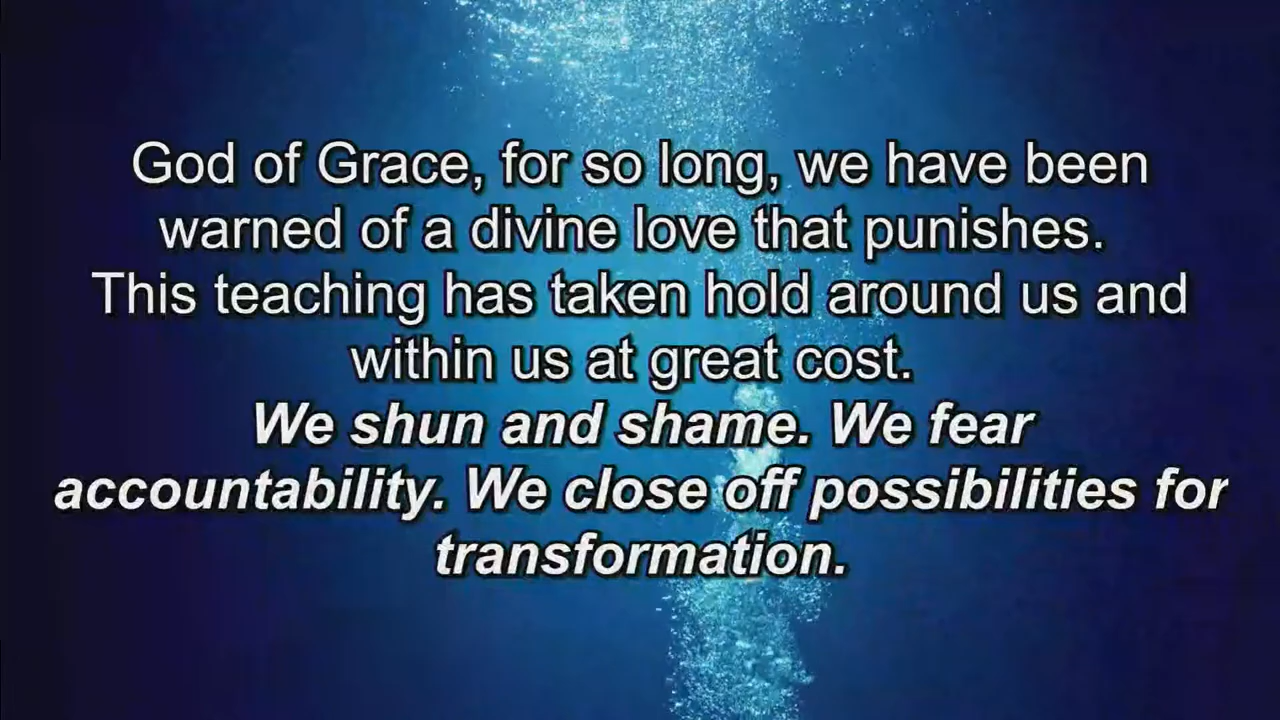 God of Grace, for so long, we have been
warned of a divine love that punishes.
This teaching has taken hold around us and
within us at great cost.
We shun and shame. We fear
accountability. We close off possibilities for
transformation.